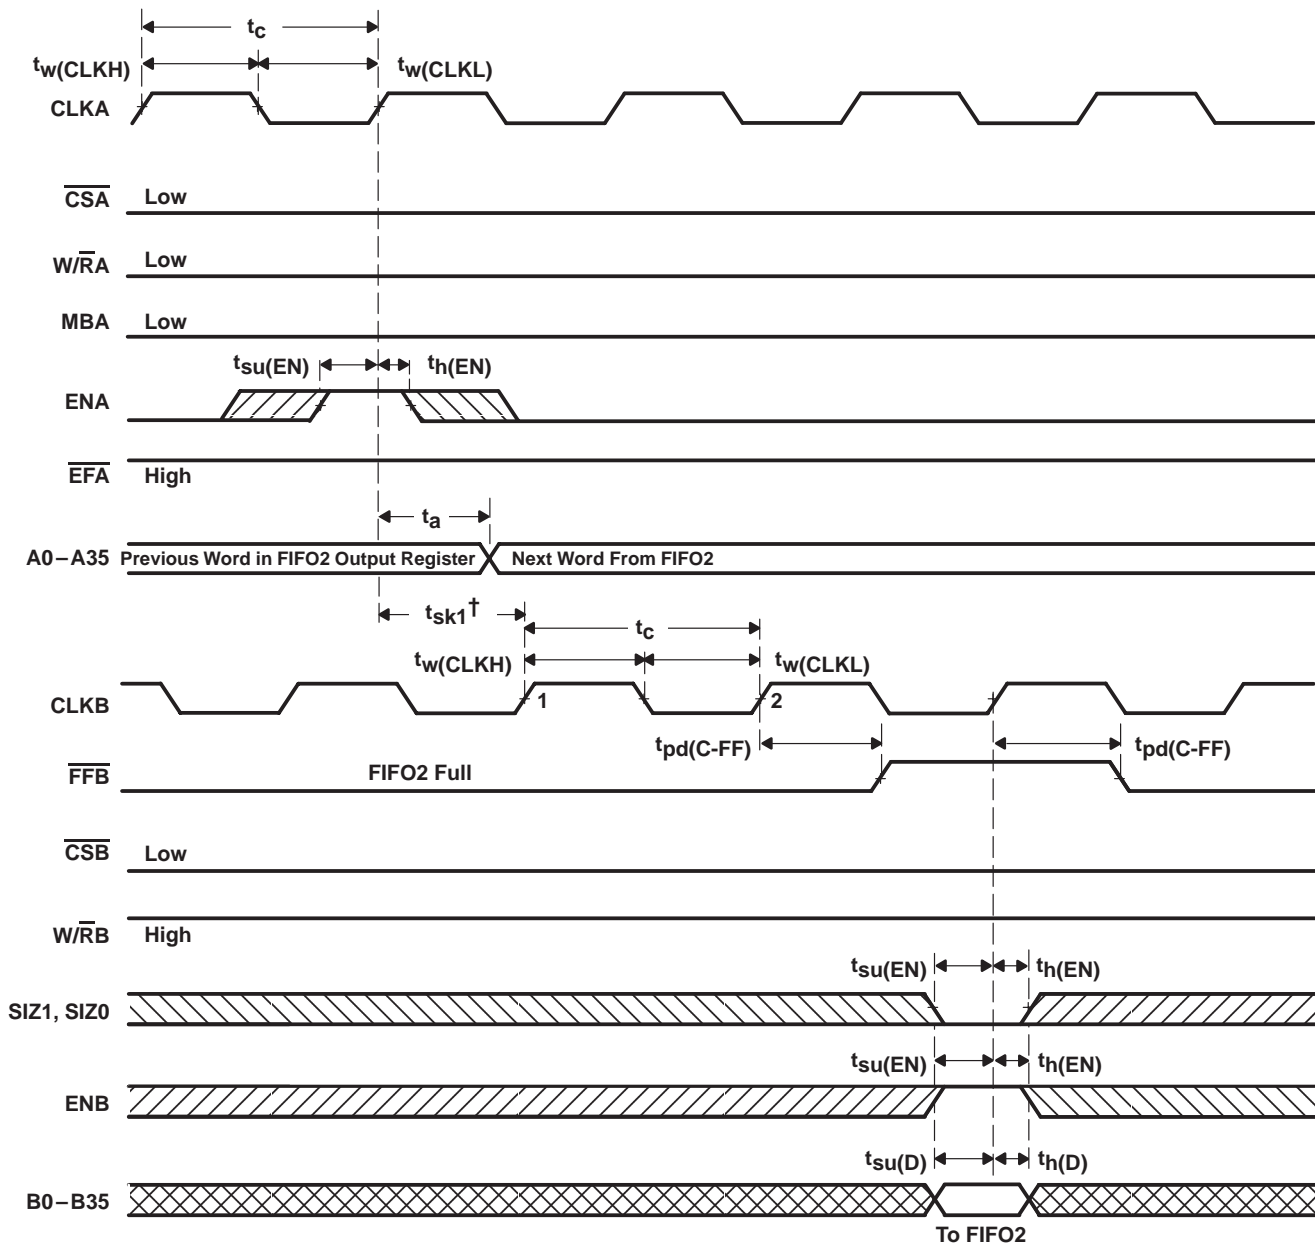 tc
tw(CLKH) tw(CLKL)
CLKA
CSA Low
W/RA Low
MBA Low
tsu(EN) th(EN)
ENA
EFA High
ta
A0–A35 Previous Word in FIFO2 Output Register Next Word From FIFO2
tsk1†
tc
tw(CLKH) tw(CLKL)
CLKB 1 2
tpd(C-FF) tpd(C-FF)
FFB FIFO2 Full
CSB Low
W/RB High
tsu(EN) th(EN)
SIZ1, SIZ0
tsu(EN) th(EN)
ENB
tsu(D) th(D)
B0–B35
To FIFO2